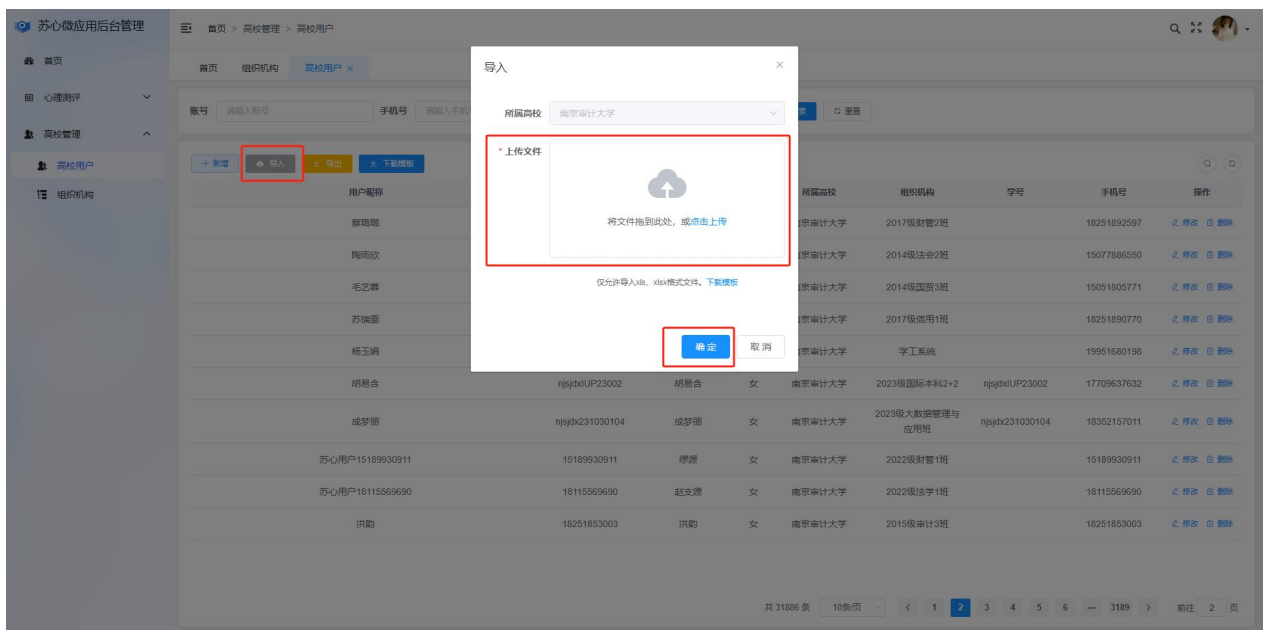 苏心微应用后台管理
首页 > 高校管理 > 高校用户
首页
心理测评
高校管理
高校用户
组织机构
首页 组织机构 高校用户 ×
账号 请输入账号 手机号 请输入手机 重置
+ 新增 导入 导出 下载模板
导入 ×
所属高校 南京审计大学
* 上传文件
将文件拖到此处，或点击上传
仅允许导入xls、xlsx格式文件。下载模板
确定 取消
用户昵称 所属高校 组织机构 学号 手机号 操作
京审计大学 2017级财管2班 18251892597 修改 删除
陶雨欣 京审计大学 2014级法会2班 15077886550 修改 删除
毛艺蓉 京审计大学 2014级国贸3班 15051805771 修改 删除
苏瑞雯 京审计大学 2017级信用1班 18251890770 修改 删除
杨玉娟 京审计大学 学工系统 19951680198 修改 删除
胡易含 njsjdxIUP23002 胡易含 女 南京审计大学 2023级国际本科2+2 njsjdxIUP23002 17709637632 修改 删除
成梦丽 njsjdx231030104 成梦丽 女 南京审计大学 2023级大数据管理与
应用班 njsjdx231030104 18352157011 修改 删除
苏心用户15189930911 15189930911 缪源 女 南京审计大学 2022级财管1班 15189930911 修改 删除
苏心用户18115569690 18115569690 赵支源 女 南京审计大学 2022级法学1班 18115569690 修改 删除
洪韵 18251853003 洪韵 女 南京审计大学 2015级审计3班 18251853003 修改 删除
共 31886 条 10条/页 < 1 2 3 4 5 6 ... 3189 > 前往 2 页